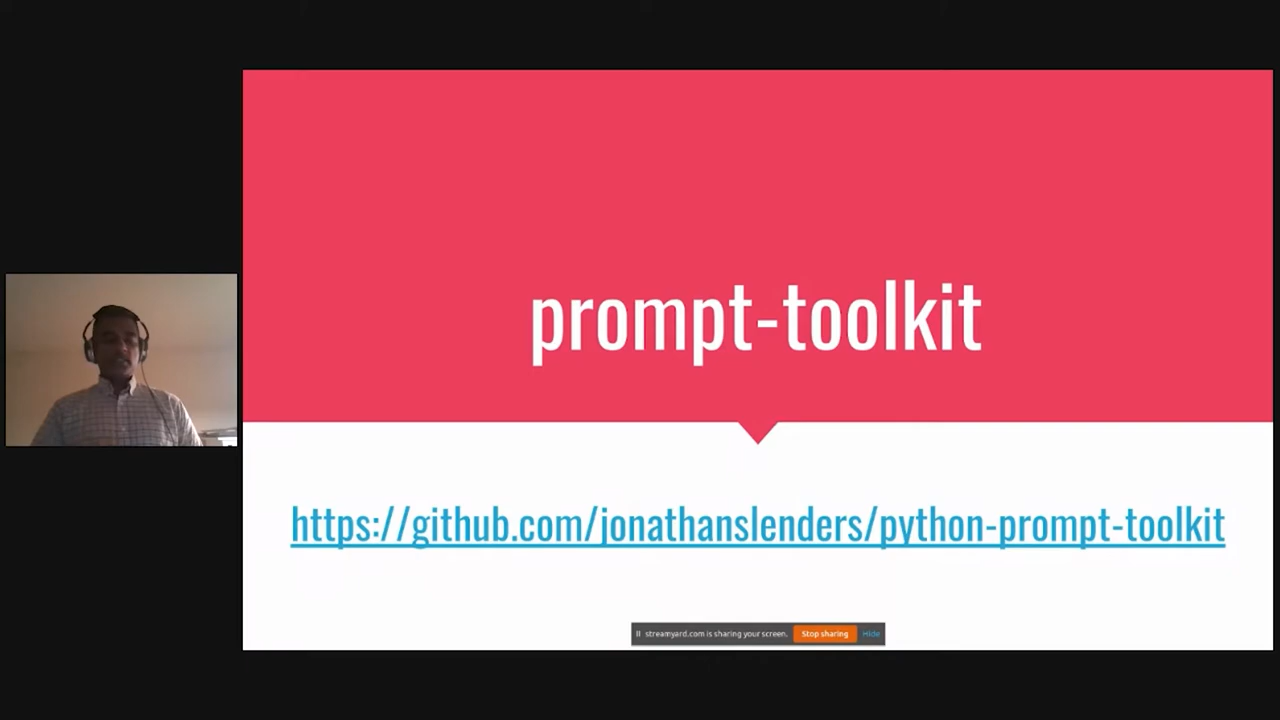 prompt-toolkit
https://github.com/jonathanslenders/python-prompt-toolkit
streamyard.com is sharing your screen. Stop sharing Hide